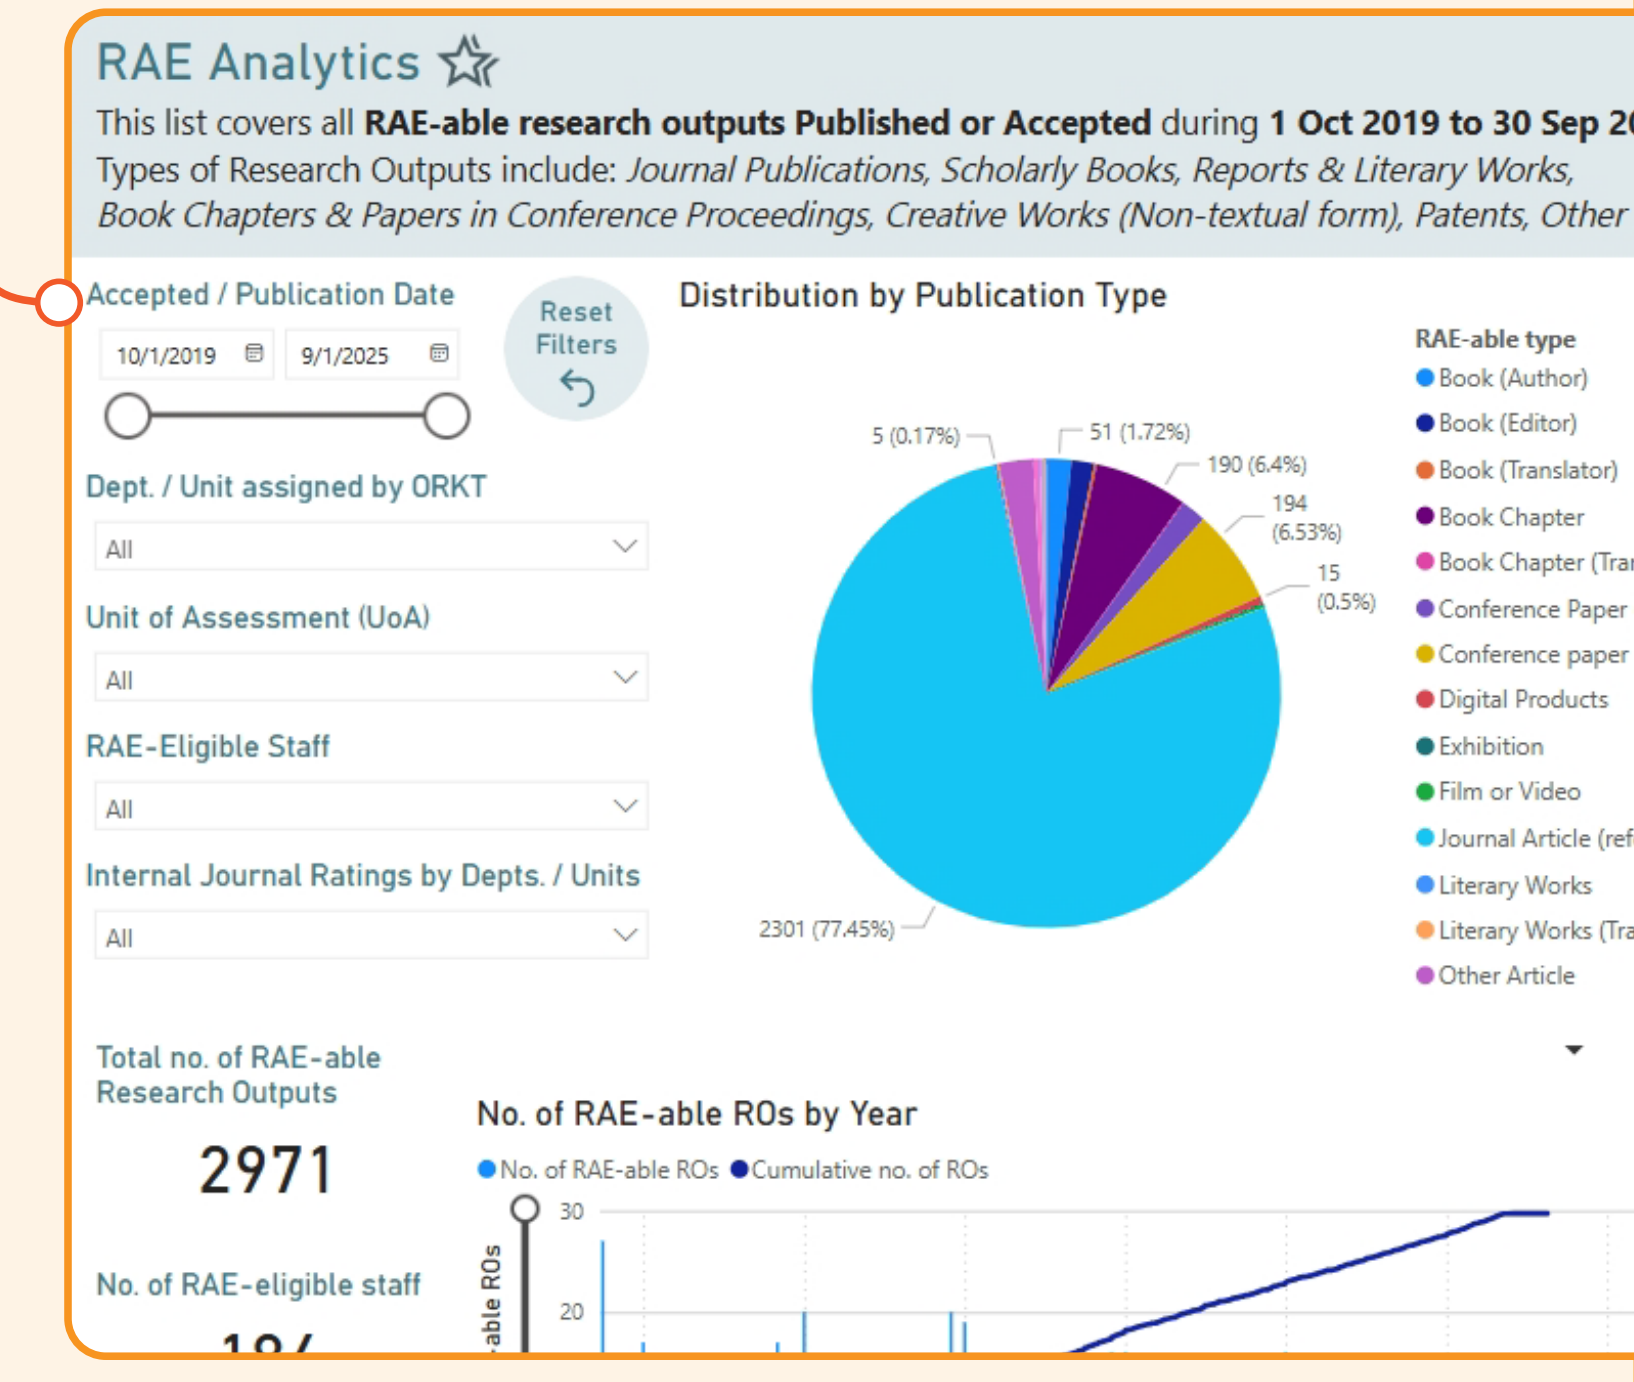 RAE Analytics
This list covers all RAE-able research outputs Published or Accepted during 1 Oct 2019 to 30 Sep
Types of Research Outputs include: Journal Publications, Scholarly Books, Reports & Literary Works,
Book Chapters & Papers in Conference Proceedings, Creative Works (Non-textual form), Patents, Other
Accepted / Publication Date
10/1/2019
9/1/2025
Reset
Filters
Dept. / Unit assigned by ORKT
All
Unit of Assessment (UoA)
All
RAE-Eligible Staff
All
Internal Journal Ratings by Depts. / Units
All
Distribution by Publication Type
5 (0.17%)
51 (1.72%)
190 (6.4%)
194
(6.53%)
15
(0.5%)
2301 (77.45%)
RAE-able type
Book (Author)
Book (Editor)
Book (Translator)
Book Chapter
Book Chapter
Conference Paper
Conference paper
Digital Products
Exhibition
Film or Video
Journal Article
Literary Works
Literary Works
Other Article
Total no. of RAE-able
Research Outputs
2971
No. of RAE-eligible staff
No. of RAE-able ROs by Year
No. of RAE-able ROs
Cumulative no. of ROs
30
20
-able ROs